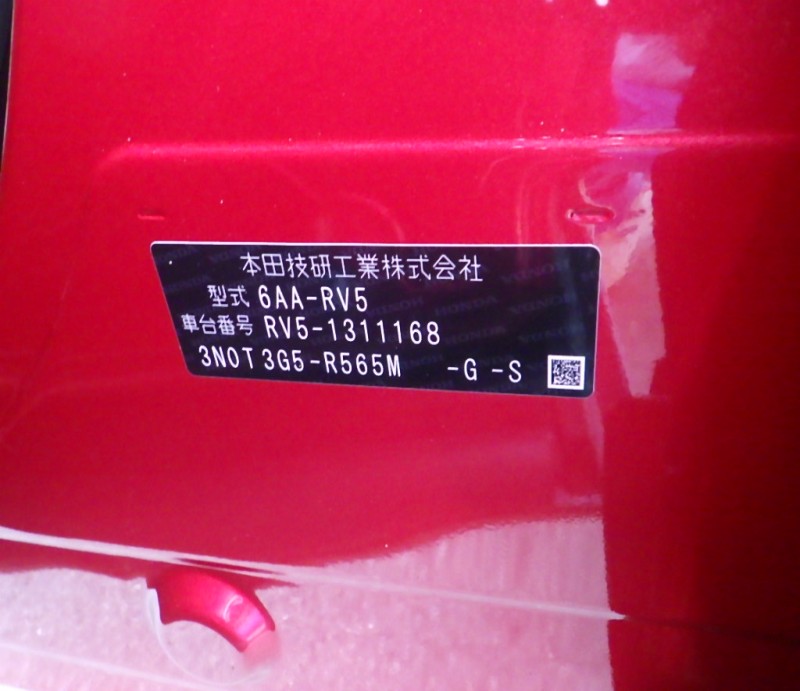 本田技研工業株式会社
型式 6AA-RV5
車台番号 RV5-1311168
3N0T3G5-R565M -G -S